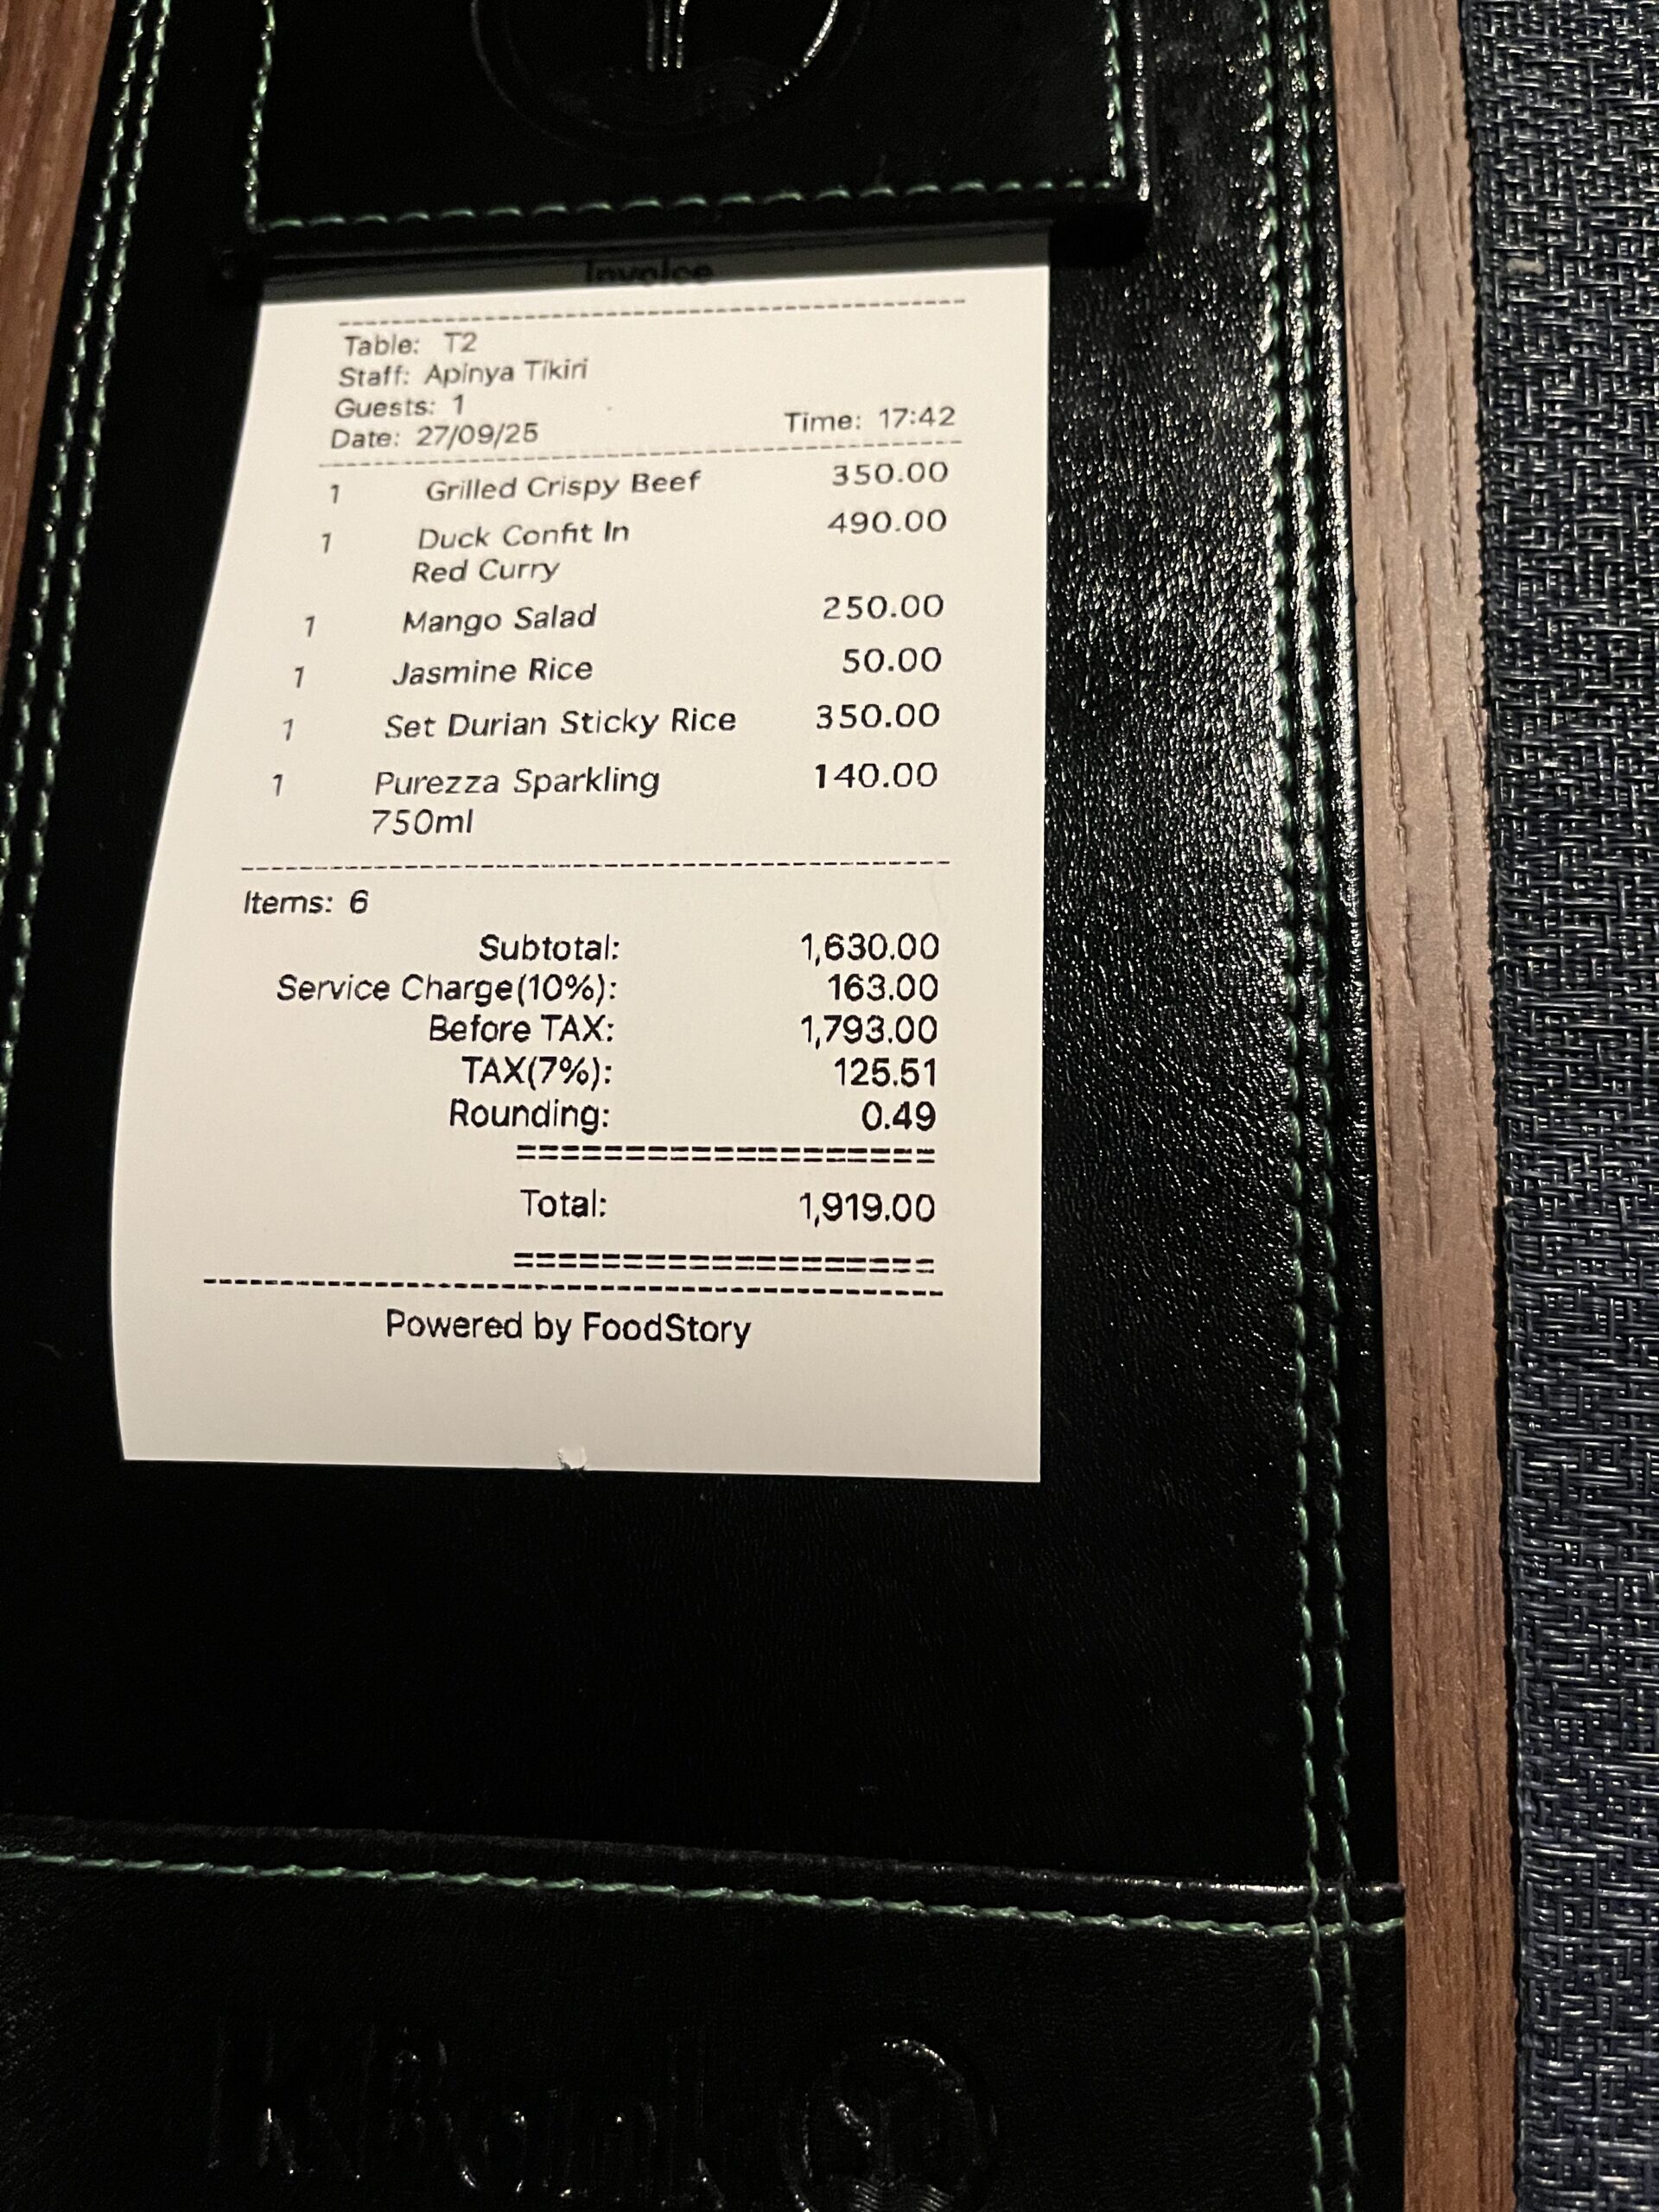 Invoice
Table: T2
Staff: Apinya Tikiri
Guests: 1
Date: 27/09/25 Time: 17:42
1 Grilled Crispy Beef 350.00
1 Duck Confit In 490.00
Red Curry
1 Mango Salad 250.00
1 Jasmine Rice 50.00
1 Set Durian Sticky Rice 350.00
1 Purezza Sparkling 140.00
750ml
Items: 6
Subtotal: 1,630.00
Service Charge(10%): 163.00
Before TAX: 1,793.00
TAX(7%): 125.51
Rounding: 0.49
Total: 1,919.00
Powered by FoodStory
KBank